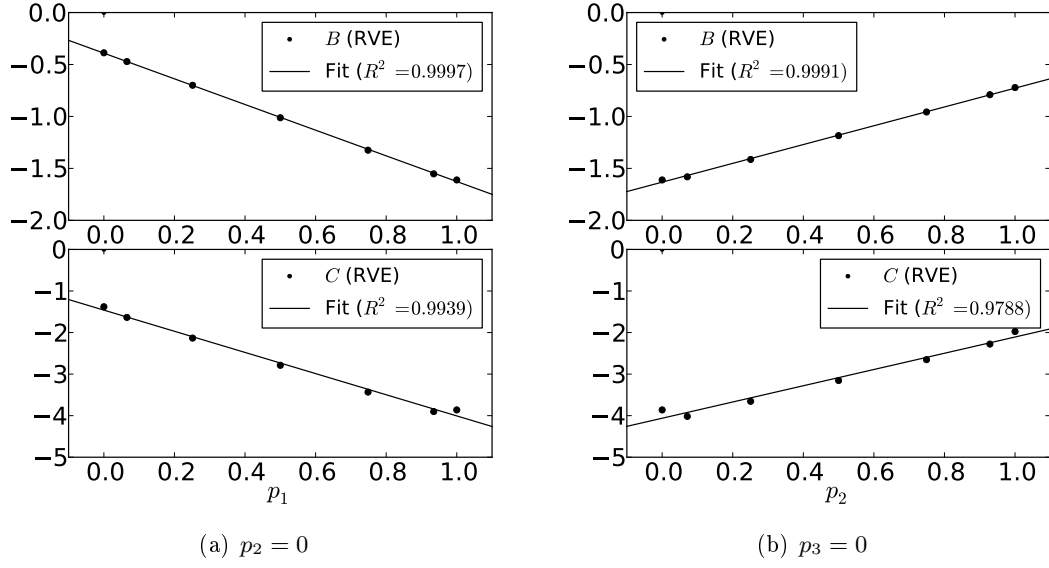 0.0
−0.5
−1.0
−1.5
−2.0
B (RVE)
Fit (R² =0.9997)
0.0 0.2 0.4 0.6 0.8 1.0
0
−1
−2
−3
−4
−5
C (RVE)
Fit (R² =0.9939)
0.0 0.2 0.4 0.6 0.8 1.0
p₁
(a) p₂ = 0
0.0
−0.5
−1.0
−1.5
−2.0
B (RVE)
Fit (R² =0.9991)
0.0 0.2 0.4 0.6 0.8 1.0
0
−1
−2
−3
−4
−5
C (RVE)
Fit (R² =0.9788)
0.0 0.2 0.4 0.6 0.8 1.0
p₂
(b) p₃ = 0